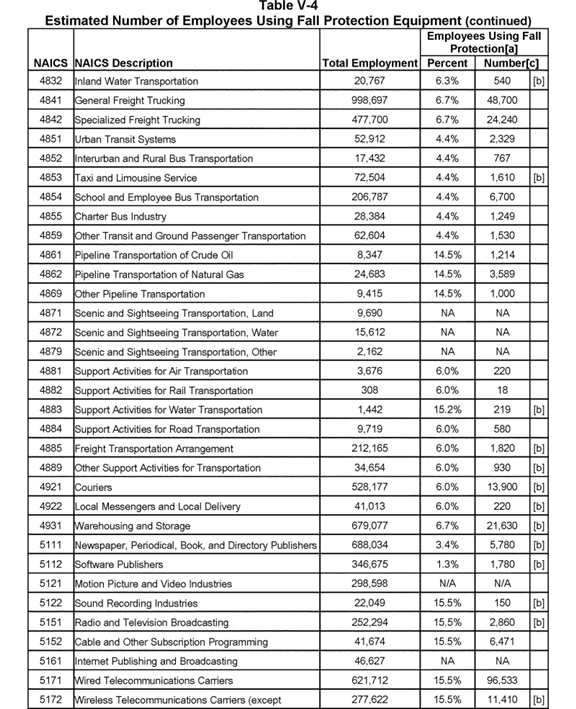 Table V-4
Estimated Number of Employees Using Fall Protection Equipment (continued)
Employees Using Fall
Protection[a]
NAICS NAICS Description Total Employment Percent Number[c]
4832 Inland Water Transportation 20,767 6.3% 540 [b]
4841 General Freight Trucking 998,697 6.7% 48,700
4842 Specialized Freight Trucking 477,700 6.7% 24,240
4851 Urban Transit Systems 52,912 4.4% 2,329
4852 Interurban and Rural Bus Transportation 17,432 4.4% 767
4853 Taxi and Limousine Service 72,504 4.4% 1,610 [b]
4854 School and Employee Bus Transportation 206,787 4.4% 6,700
4855 Charter Bus Industry 28,384 4.4% 1,249
4859 Other Transit and Ground Passenger Transportation 62,604 4.4% 1,530
4861 Pipeline Transportation of Crude Oil 8,347 14.5% 1,214
4862 Pipeline Transportation of Natural Gas 24,683 14.5% 3,589
4869 Other Pipeline Transportation 9,415 14.5% 1,000
4871 Scenic and Sightseeing Transportation, Land 9,690 NA NA
4872 Scenic and Sightseeing Transportation, Water 15,612 NA NA
4879 Scenic and Sightseeing Transportation, Other 2,162 NA NA
4881 Support Activities for Air Transportation 3,676 6.0% 220
4882 Support Activities for Rail Transportation 308 6.0% 18
4883 Support Activities for Water Transportation 1,442 15.2% 219 [b]
4884 Support Activities for Road Transportation 9,719 6.0% 580
4885 Freight Transportation Arrangement 212,165 6.0% 1,820 [b]
4889 Other Support Activities for Transportation 34,654 6.0% 930 [b]
4921 Couriers 528,177 6.0% 13,900 [b]
4922 Local Messengers and Local Delivery 41,013 6.0% 220 [b]
4931 Warehousing and Storage 679,077 6.7% 21,630 [b]
5111 Newspaper, Periodical, Book, and Directory Publishers 688,034 3.4% 5,780 [b]
5112 Software Publishers 346,675 1.3% 1,780 [b]
5121 Motion Picture and Video Industries 298,598 N/A N/A
5122 Sound Recording Industries 22,049 15.5% 150 [b]
5151 Radio and Television Broadcasting 252,294 15.5% 2,860 [b]
5152 Cable and Other Subscription Programming 41,674 15.5% 6,471
5161 Internet Publishing and Broadcasting 46,627 NA NA
5171 Wired Telecommunications Carriers 621,712 15.5% 96,533
5172 Wireless Telecommunications Carriers (except 277,622 15.5% 11,410 [b]